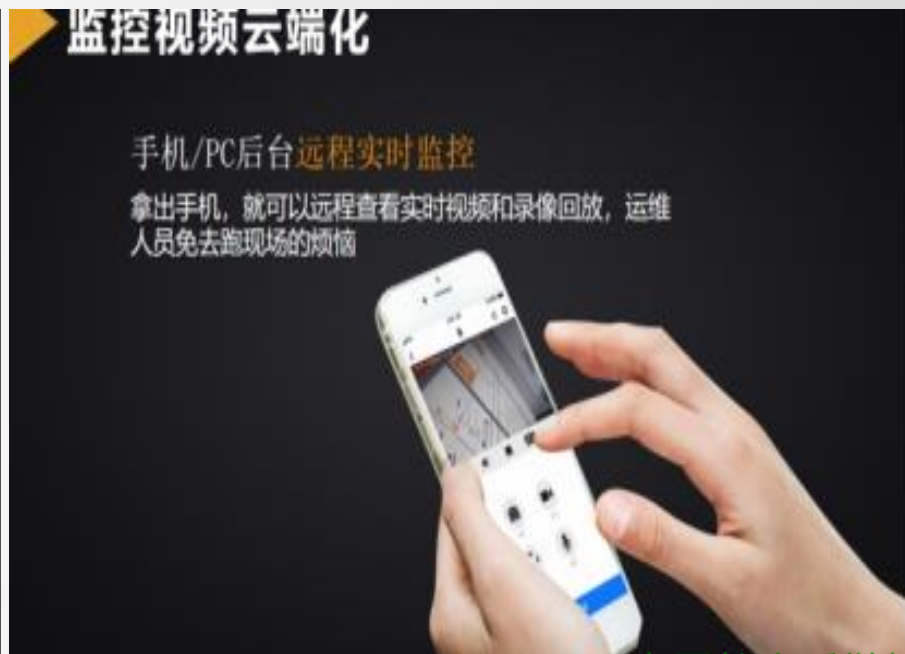 监控视频云端化
手机/PC后台远程实时监控
拿出手机，就可以远程查看实时视频和录像回放，运维
人员免去跑现场的烦恼